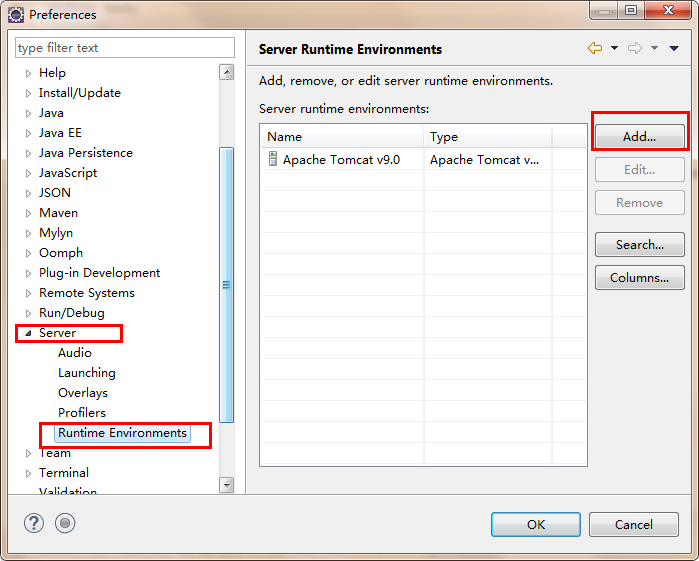 Preferences
type filter text
Help
Install/Update
Java
Java EE
Java Persistence
JavaScript
JSON
Maven
Mylyn
Oomph
Plug-in Development
Remote Systems
Run/Debug
Server
Audio
Launching
Overlays
Profilers
Runtime Environments
Team
Terminal
Validation
Server Runtime Environments
Add, remove, or edit server runtime environments.
Server runtime environments:
Name Type
Apache Tomcat v9.0 Apache Tomcat v...
Add...
Edit...
Remove
Search...
Columns...
?
OK Cancel